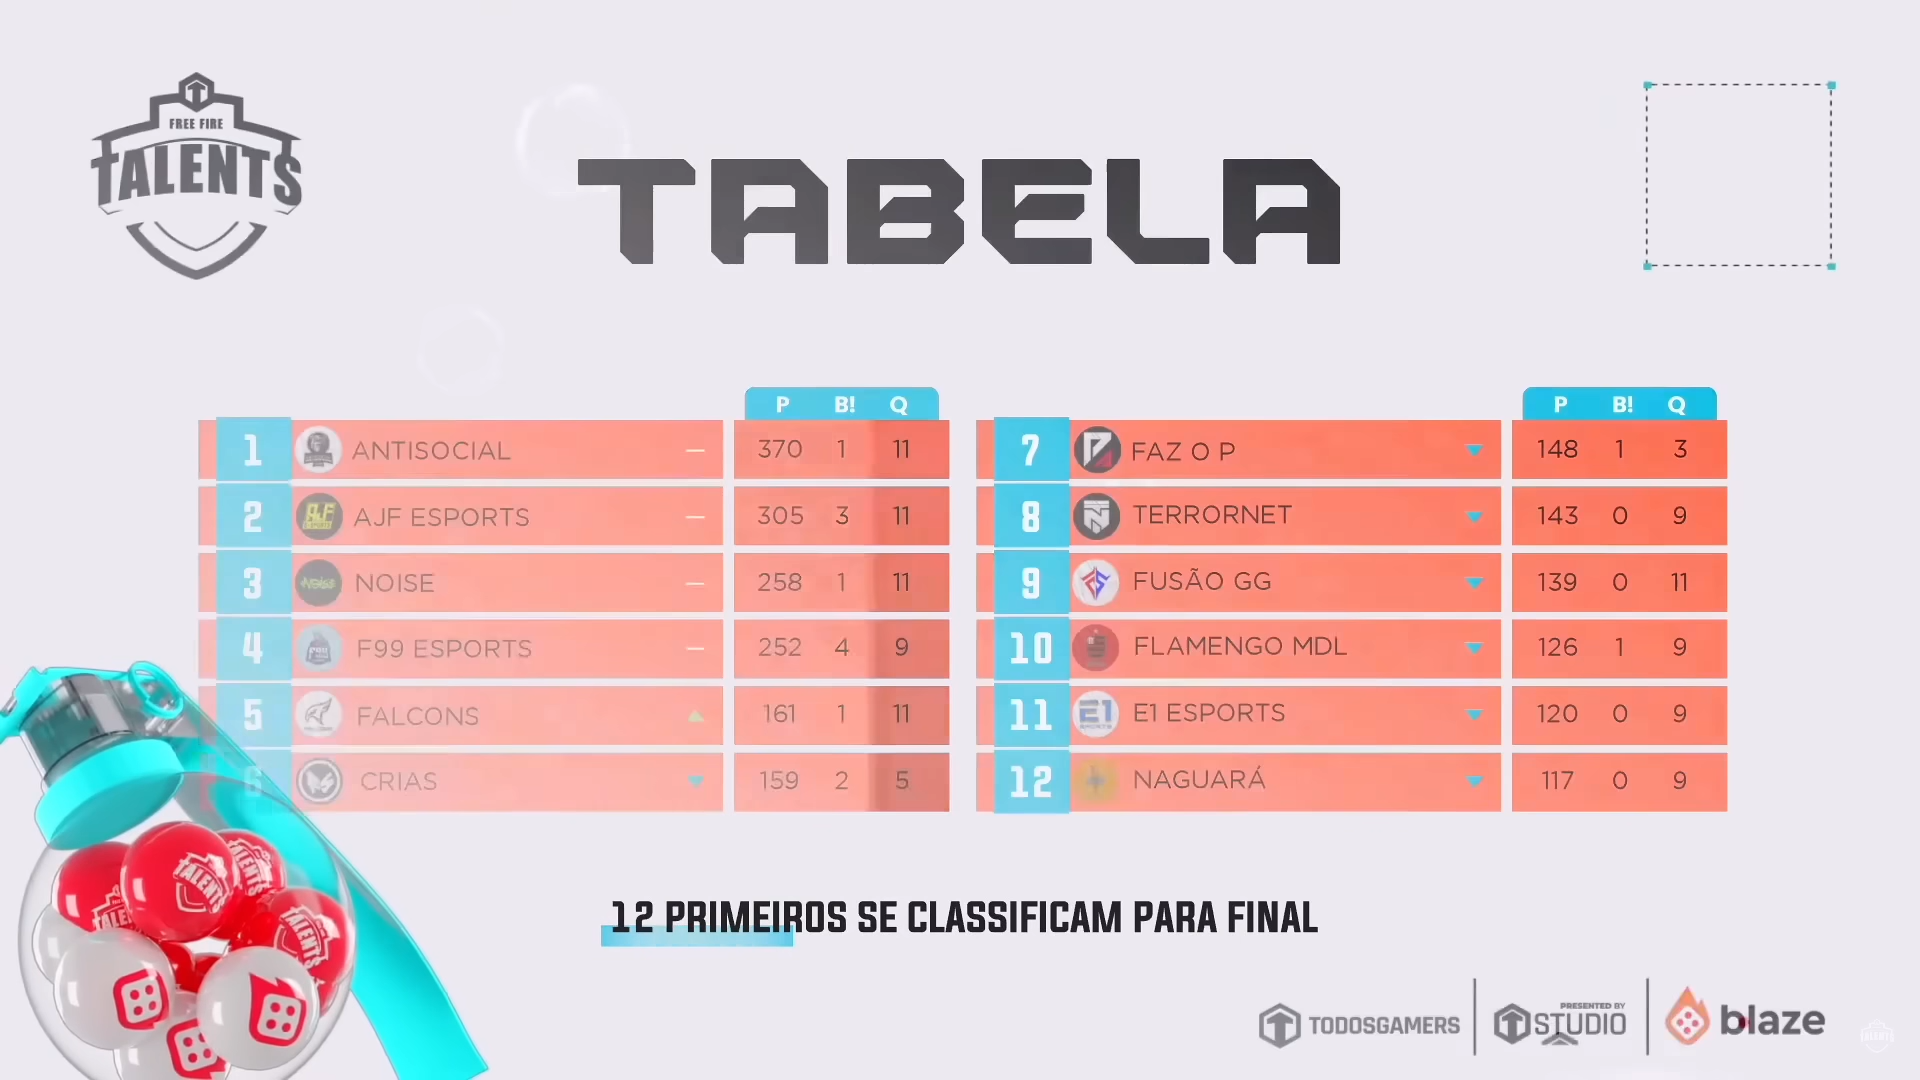 FREE FIRE
TALENTS
TABELA
P B! Q
1 ANTISOCIAL 370 1 11
2 AJF ESPORTS 305 3 11
3 NOISE 258 1 11
4 F99 ESPORTS 252 4 9
5 FALCONS 161 1 11
6 CRIAS 159 2 5
P B! Q
7 FAZ O P 148 1 3
8 TERRORNET 143 0 9
9 FUSÃO GG 139 0 11
10 FLAMENGO MDL 126 1 9
11 E1 ESPORTS 120 0 9
12 NAGUARÁ 117 0 9
12 PRIMEIROS SE CLASSIFICAM PARA FINAL
TALENTS
TALENTS
TALENTS
TODOSGAMERS
PRESENTED BY
STUDIO
blaze